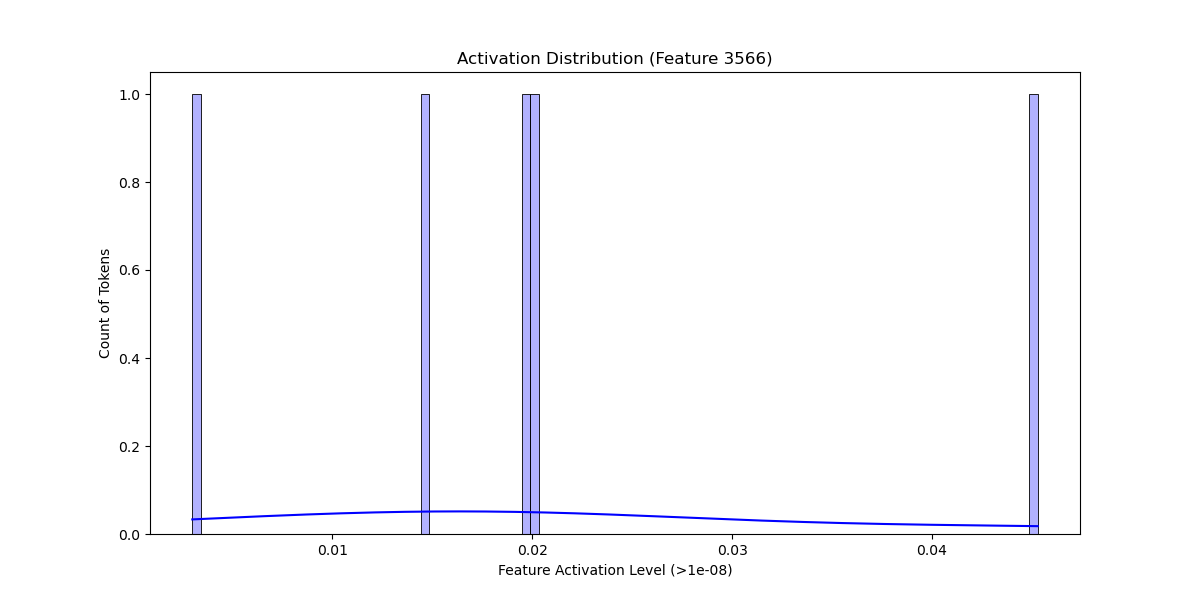 Activation Distribution (Feature 3566)
1.0
0.8
0.6
0.4
0.2
0.0
Count of Tokens
0.01 0.02 0.03 0.04
Feature Activation Level (>1e-08)